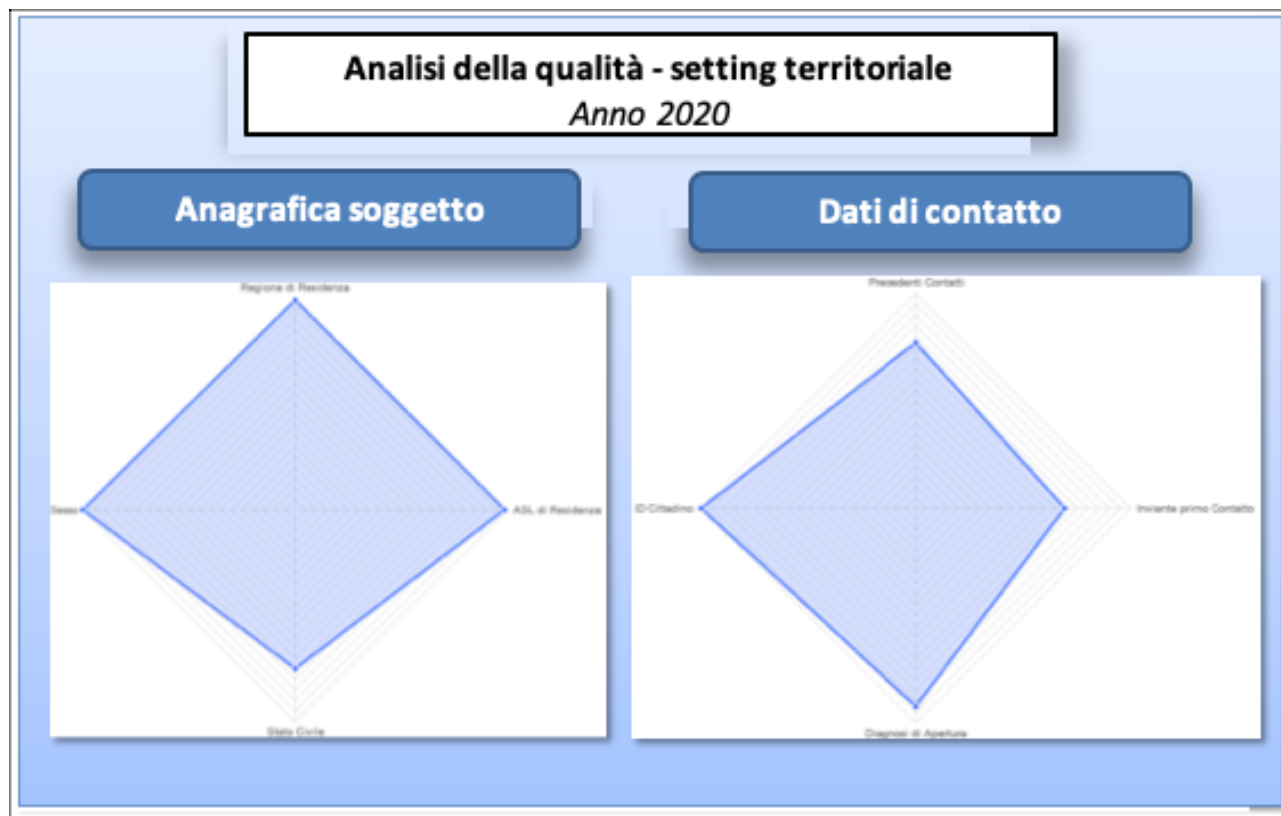 Analisi della qualità - setting territoriale
Anno 2020
Anagrafica soggetto
Dati di contatto
Regione di Residenza
Sesso
ASL di Residenza
Stato Civile
Precedenti Contatti
ID Cittadino
Inviante primo Contatto
Diagnosi di Apertura